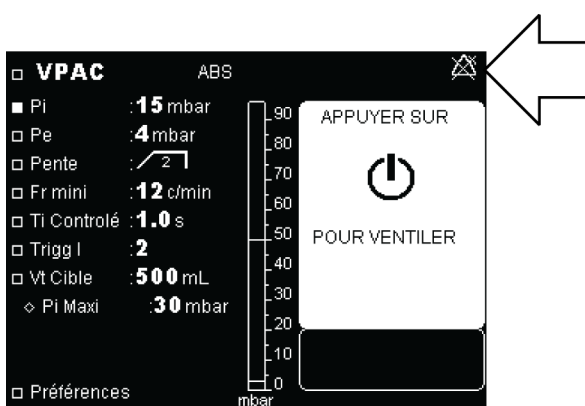 VPAC ABS
Pi :15 mbar
Pe :4 mbar
Pente : 2
Fr mini :12 c/min
Ti Controlé :1.0 s
Trigg I :2
Vt Cible :500 mL
Pi Maxi :30 mbar
Préférences
90
80
70
60
50
40
30
20
10
0
mbar
APPUYER SUR
POUR VENTILER